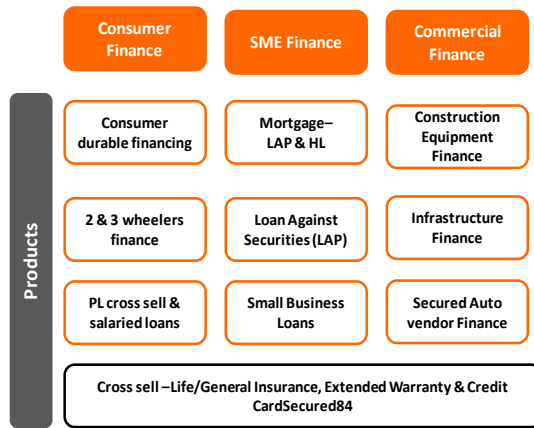 Consumer
Finance
SME Finance
Commercial
Finance
Products
Consumer
durable financing
Mortgage–
LAP & HL
Construction
Equipment
Finance
2 & 3 wheelers
finance
Loan Against
Securities (LAP)
Infrastructure
Finance
PL cross sell &
salaried loans
Small Business
Loans
Secured Auto
vendor Finance
Cross sell –Life/General Insurance, Extended Warranty & Credit
CardSecured84